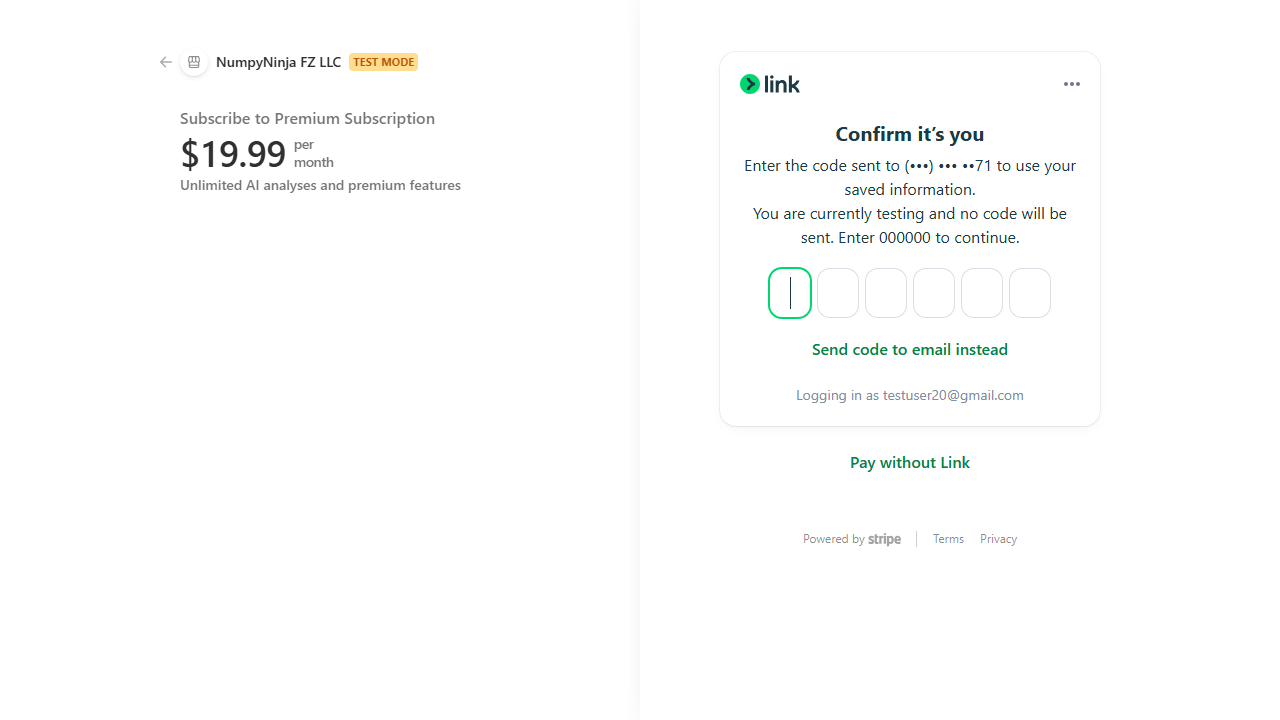 NumpyNinja FZ LLC TEST MODE
Subscribe to Premium Subscription
$19.99 per
month
Unlimited AI analyses and premium features
link
Confirm it’s you
Enter the code sent to (•••) ••• ••71 to use your
saved information.
You are currently testing and no code will be
sent. Enter 000000 to continue.
Send code to email instead
Logging in as testuser20@gmail.com
Pay without Link
Powered by stripe
Terms Privacy